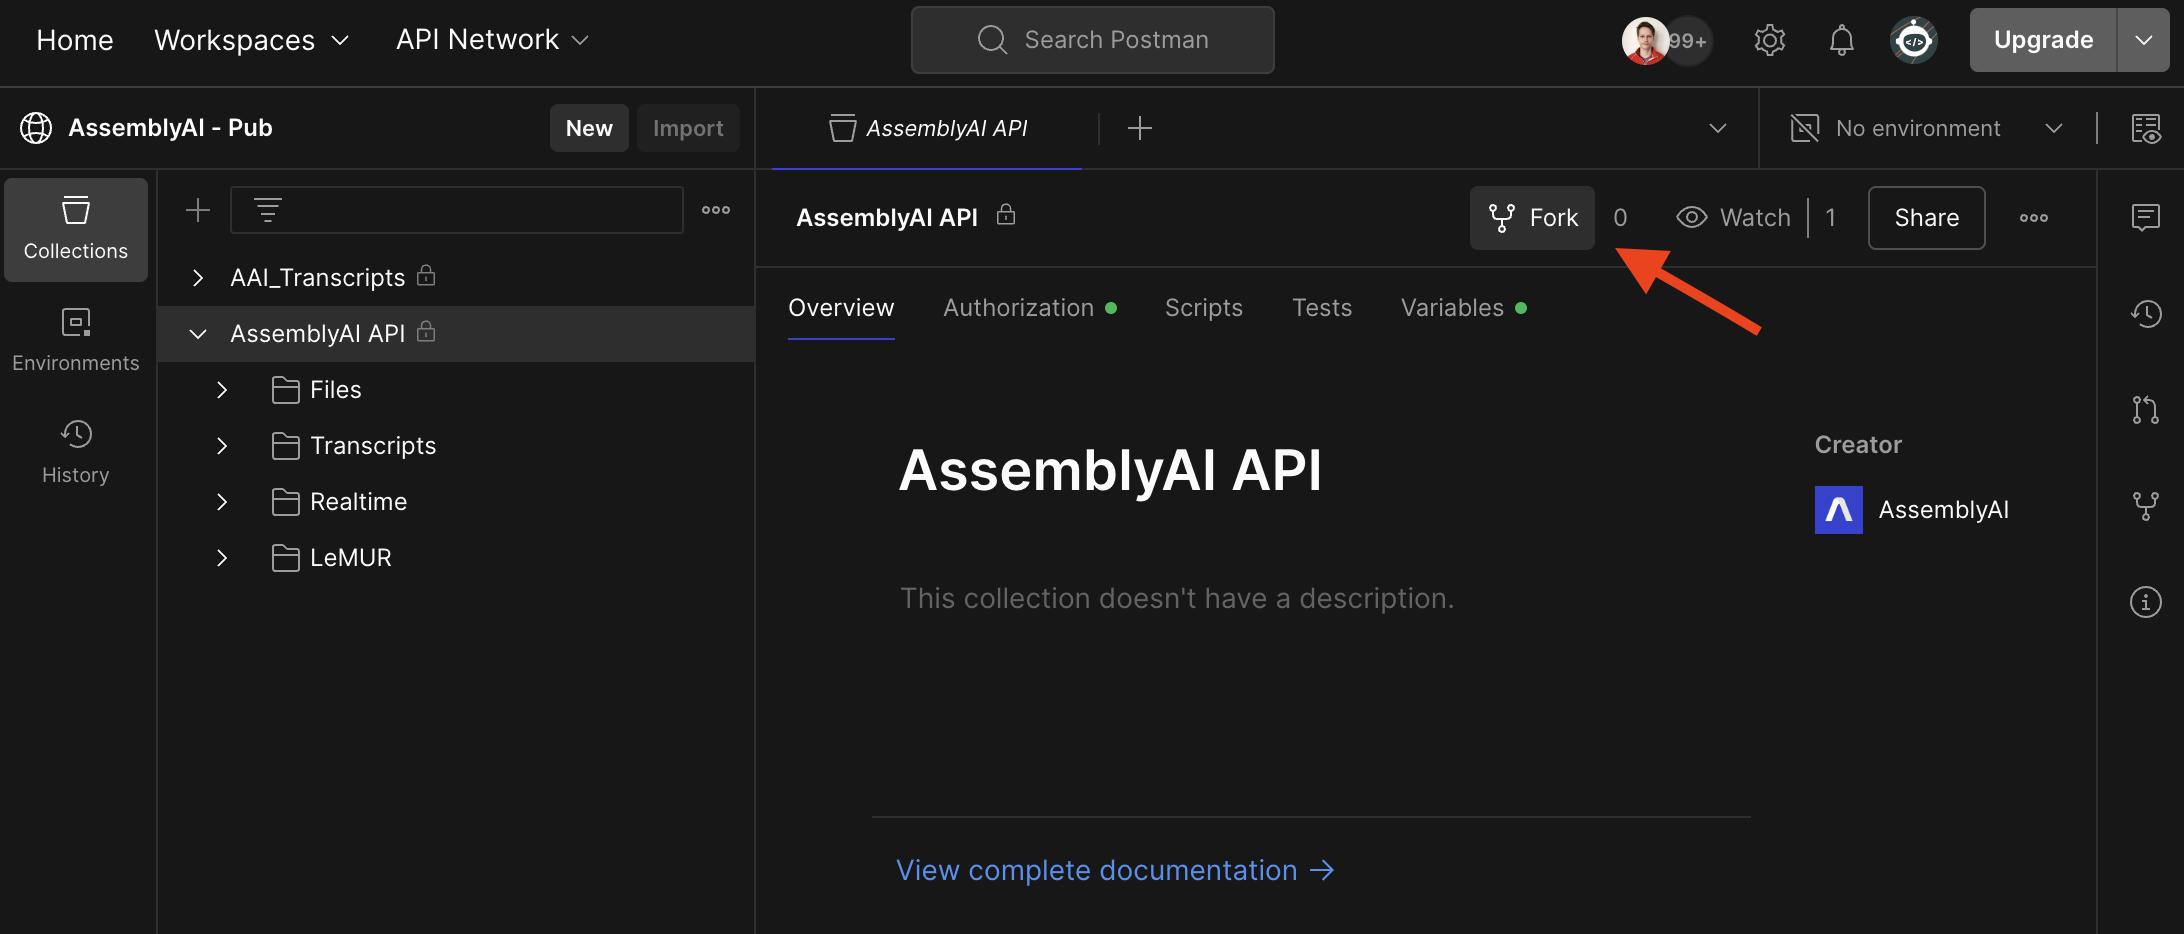 Home Workspaces API Network Search Postman 99+ Upgrade
AssemblyAI - Pub New Import AssemblyAI API No environment
Collections
Environments
History
AAI_Transcripts
AssemblyAI API
Files
Transcripts
Realtime
LeMUR
AssemblyAI API Fork 0 Watch 1 Share
Overview Authorization Scripts Tests Variables
AssemblyAI API
This collection doesn't have a description.
View complete documentation →
Creator
AssemblyAI